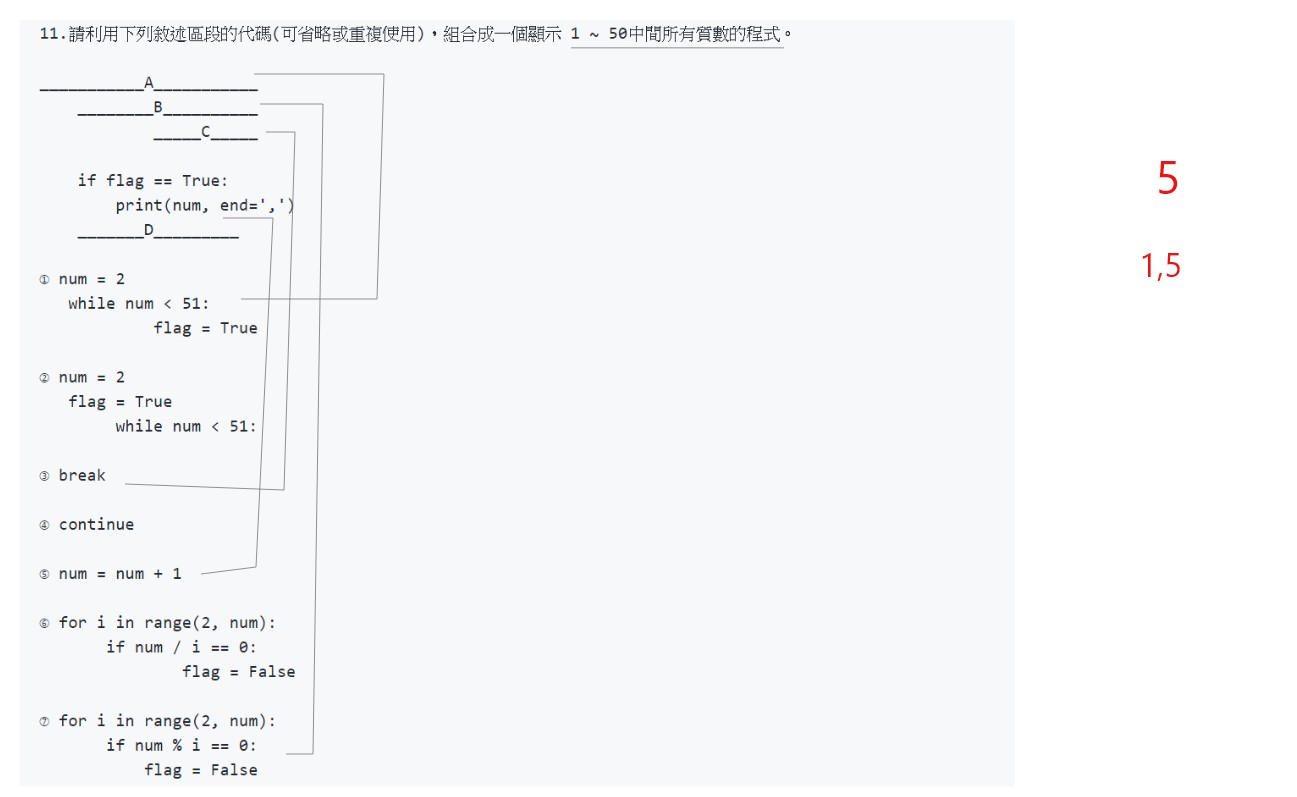 11.請利用下列敘述區段的代碼(可省略或重複使用)，組合成一個顯示 1 ~ 50中間所有質數的程式。
___________A___________
________B__________
_____C_____
if flag == True:
print(num, end=',')
_______D_________
① num = 2
while num < 51:
flag = True
② num = 2
flag = True
while num < 51:
③ break
④ continue
⑤ num = num + 1
⑥ for i in range(2, num):
if num / i == 0:
flag = False
⑦ for i in range(2, num):
if num % i == 0:
flag = False
5
1,5